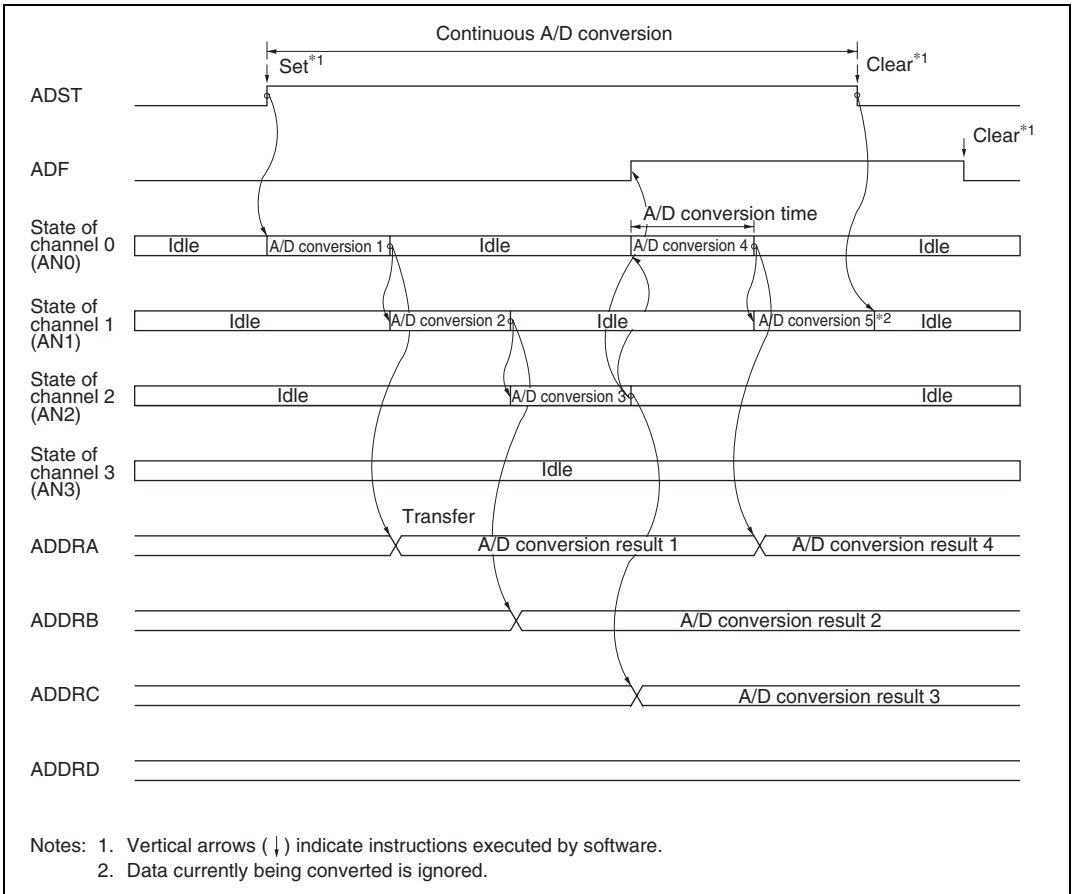 Continuous A/D conversion
Set*1
Clear*1
ADST
Clear*1
ADF
A/D conversion time
State of
channel 0
(AN0)
Idle
A/D conversion 1
Idle
A/D conversion 4
Idle
State of
channel 1
(AN1)
Idle
A/D conversion 2
Idle
A/D conversion 5
*2
Idle
State of
channel 2
(AN2)
Idle
A/D conversion 3
Idle
State of
channel 3
(AN3)
Idle
Transfer
ADDRA
A/D conversion result 1
A/D conversion result 4
ADDRB
A/D conversion result 2
ADDRC
A/D conversion result 3
ADDRD
Notes: 1. Vertical arrows (↓) indicate instructions executed by software.
2. Data currently being converted is ignored.